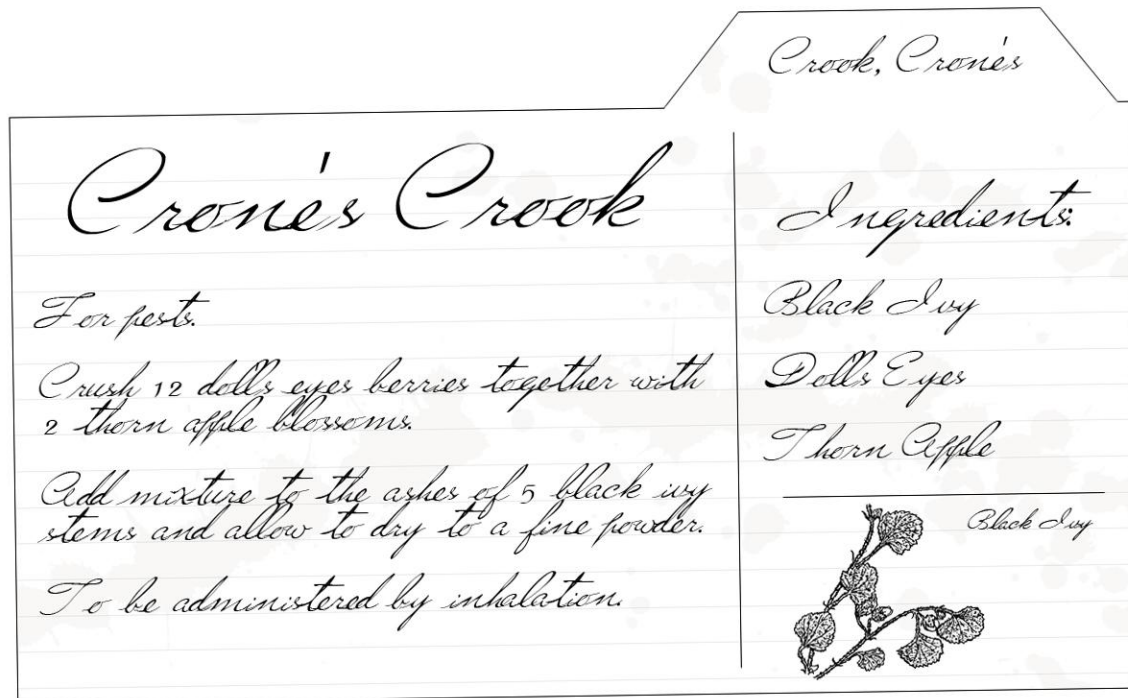 Crook, Crone's
Crone's Crook
For pests.
Crush 12 dolls eyes berries together with
2 thorn apple blossoms.
Add mixture to the ashes of 5 black ivy
stems and allow to dry to a fine powder.
To be administered by inhalation.
Ingredients:
Black Ivy
Dolls Eyes
Thorn Apple
Black Ivy